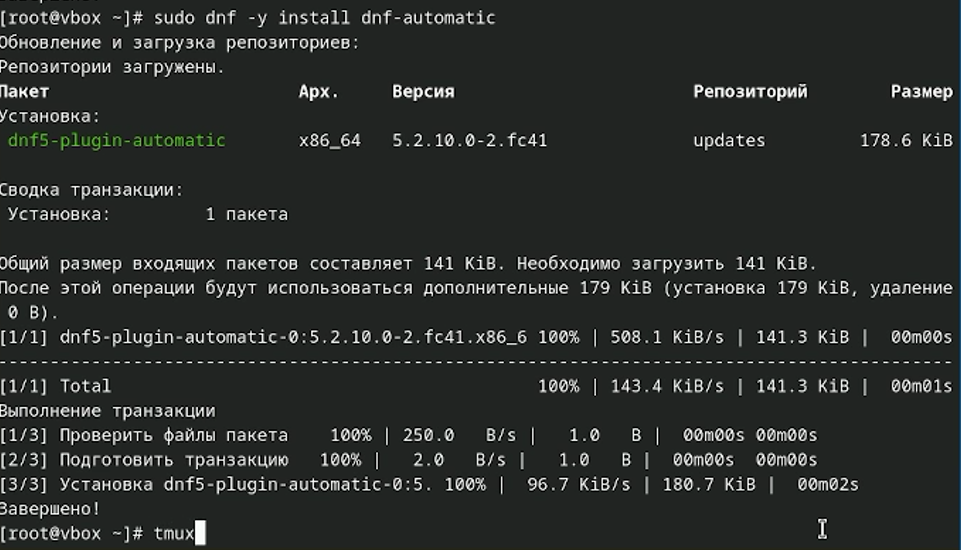 [root@vbox ~]# sudo dnf -y install dnf-automatic
Обновление и загрузка репозиториев:
Репозитории загружены.
Пакет Арх. Версия Репозиторий Размер
Установка:
dnf5-plugin-automatic x86_64 5.2.10.0-2.fc41 updates 178.6 KiB
Сводка транзакции:
Установка: 1 пакета
Общий размер входящих пакетов составляет 141 KiB. Необходимо загрузить 141 KiB.
После этой операции будут использоваться дополнительные 179 KiB (установка 179 KiB, удаление
0 B).
[1/1] dnf5-plugin-automatic-0:5.2.10.0-2.fc41.x86_6 100% | 508.1 KiB/s | 141.3 KiB | 00m00s
--------------------------------------------------------------------------------------------
[1/1] Total 100% | 143.4 KiB/s | 141.3 KiB | 00m01s
Выполнение транзакции
[1/3] Проверить файлы пакета 100% | 250.0 B/s | 1.0 B | 00m00s 00m00s
[2/3] Подготовить транзакцию 100% | 2.0 B/s | 1.0 B | 00m00s 00m00s
[3/3] Установка dnf5-plugin-automatic-0:5. 100% | 96.7 KiB/s | 180.7 KiB | 00m02s
Завершено!
[root@vbox ~]# tmux